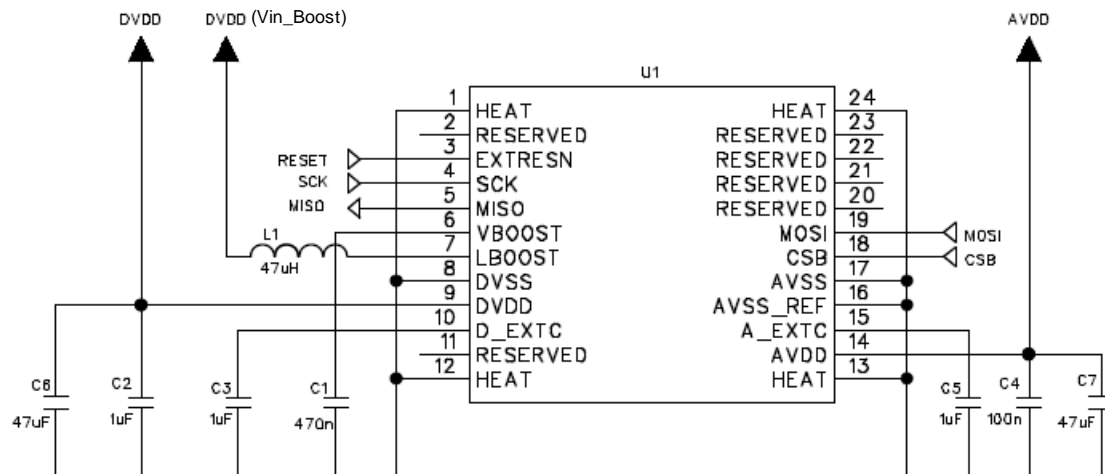 DVDD
DVDD (Vin_Boost)
AVDD
U1
1 HEAT
2 RESERVED
3 EXTRESN
4 SCK
5 MISO
6 VBOOST
7 LBOOST
8 DVSS
9 DVDD
10 D_EXTC
11 RESERVED
12 HEAT
HEAT 24
RESERVED 23
RESERVED 22
RESERVED 21
RESERVED 20
MOSI 19
CSB 18
AVSS 17
AVSS_REF 16
A_EXTC 15
AVDD 14
HEAT 13
RESET
SCK
MISO
L1
47uH
MOSI
CSB
C6
47uF
C2
1uF
C3
1uF
C1
470n
C5
1uF
C4
100n
C7
47uF